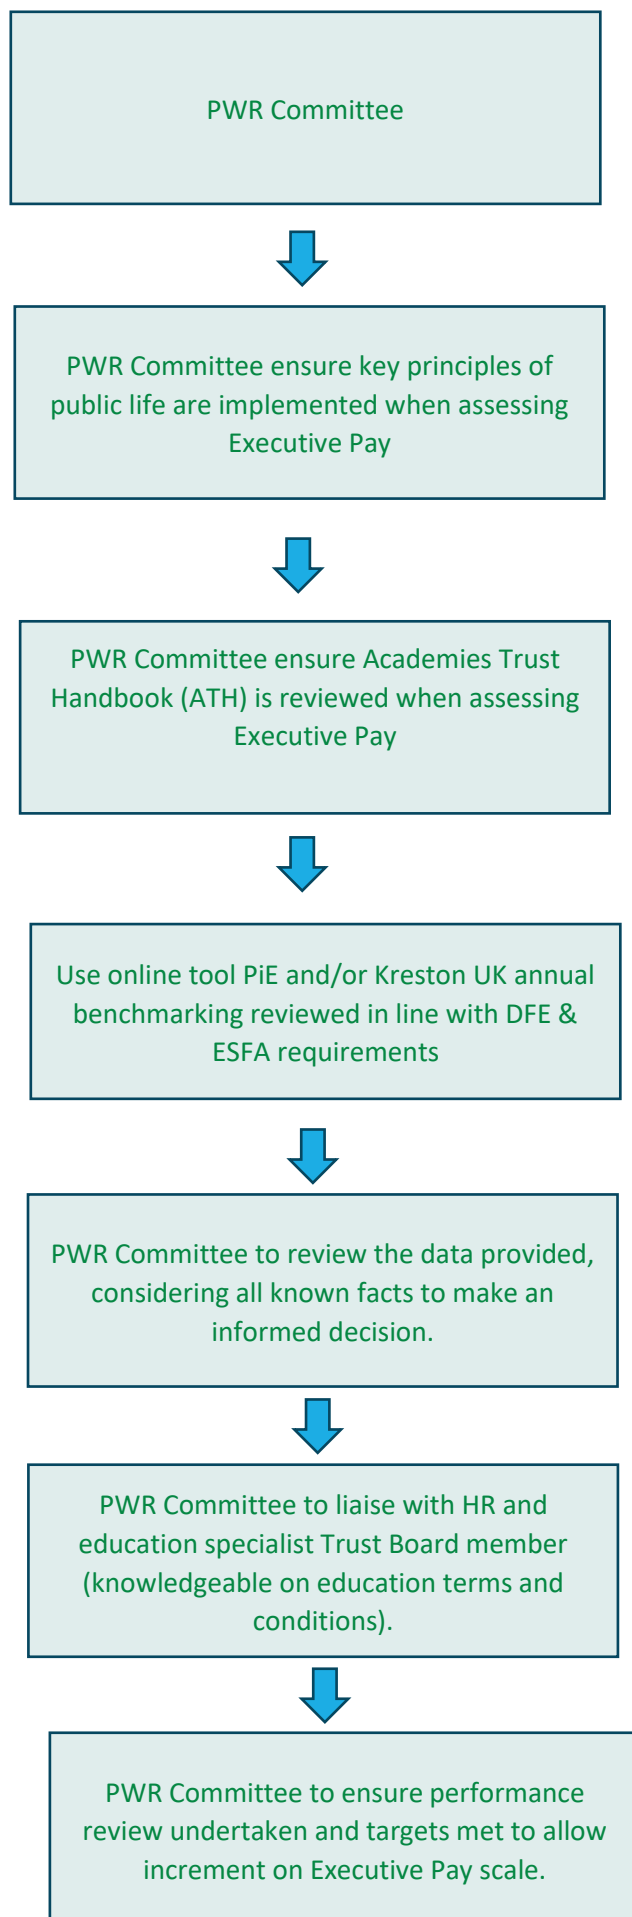 PWR Committee
PWR Committee ensure key principles of
public life are implemented when assessing
Executive Pay
PWR Committee ensure Academies Trust
Handbook (ATH) is reviewed when assessing
Executive Pay
Use online tool PiE and/or Kreston UK annual
benchmarking reviewed in line with DFE &
ESFA requirements
PWR Committee to review the data provided,
considering all known facts to make an
informed decision.
PWR Committee to liaise with HR and
education specialist Trust Board member
(knowledgeable on education terms and
conditions).
PWR Committee to ensure performance
review undertaken and targets met to allow
increment on Executive Pay scale.